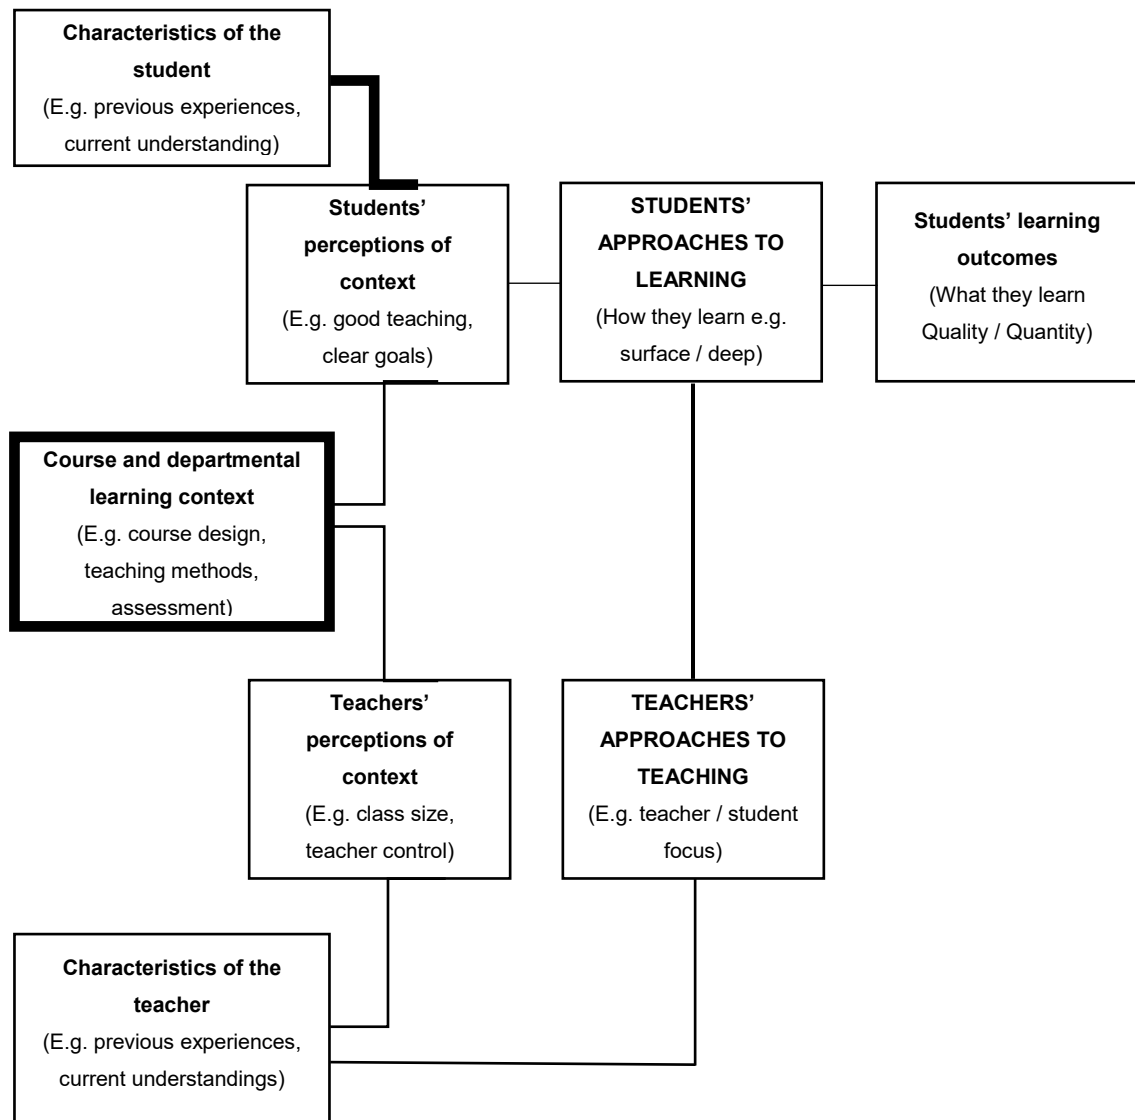 Characteristics of the
student
(E.g. previous experiences,
current understanding)
Students’
perceptions of
context
(E.g. good teaching,
clear goals)
STUDENTS’
APPROACHES TO
LEARNING
(How they learn e.g.
surface / deep)
Students’ learning
outcomes
(What they learn
Quality / Quantity)
Course and departmental
learning context
(E.g. course design,
teaching methods,
assessment)
Teachers’
perceptions of
context
(E.g. class size,
teacher control)
TEACHERS’
APPROACHES TO
TEACHING
(E.g. teacher / student
focus)
Characteristics of the
teacher
(E.g. previous experiences,
current understandings)